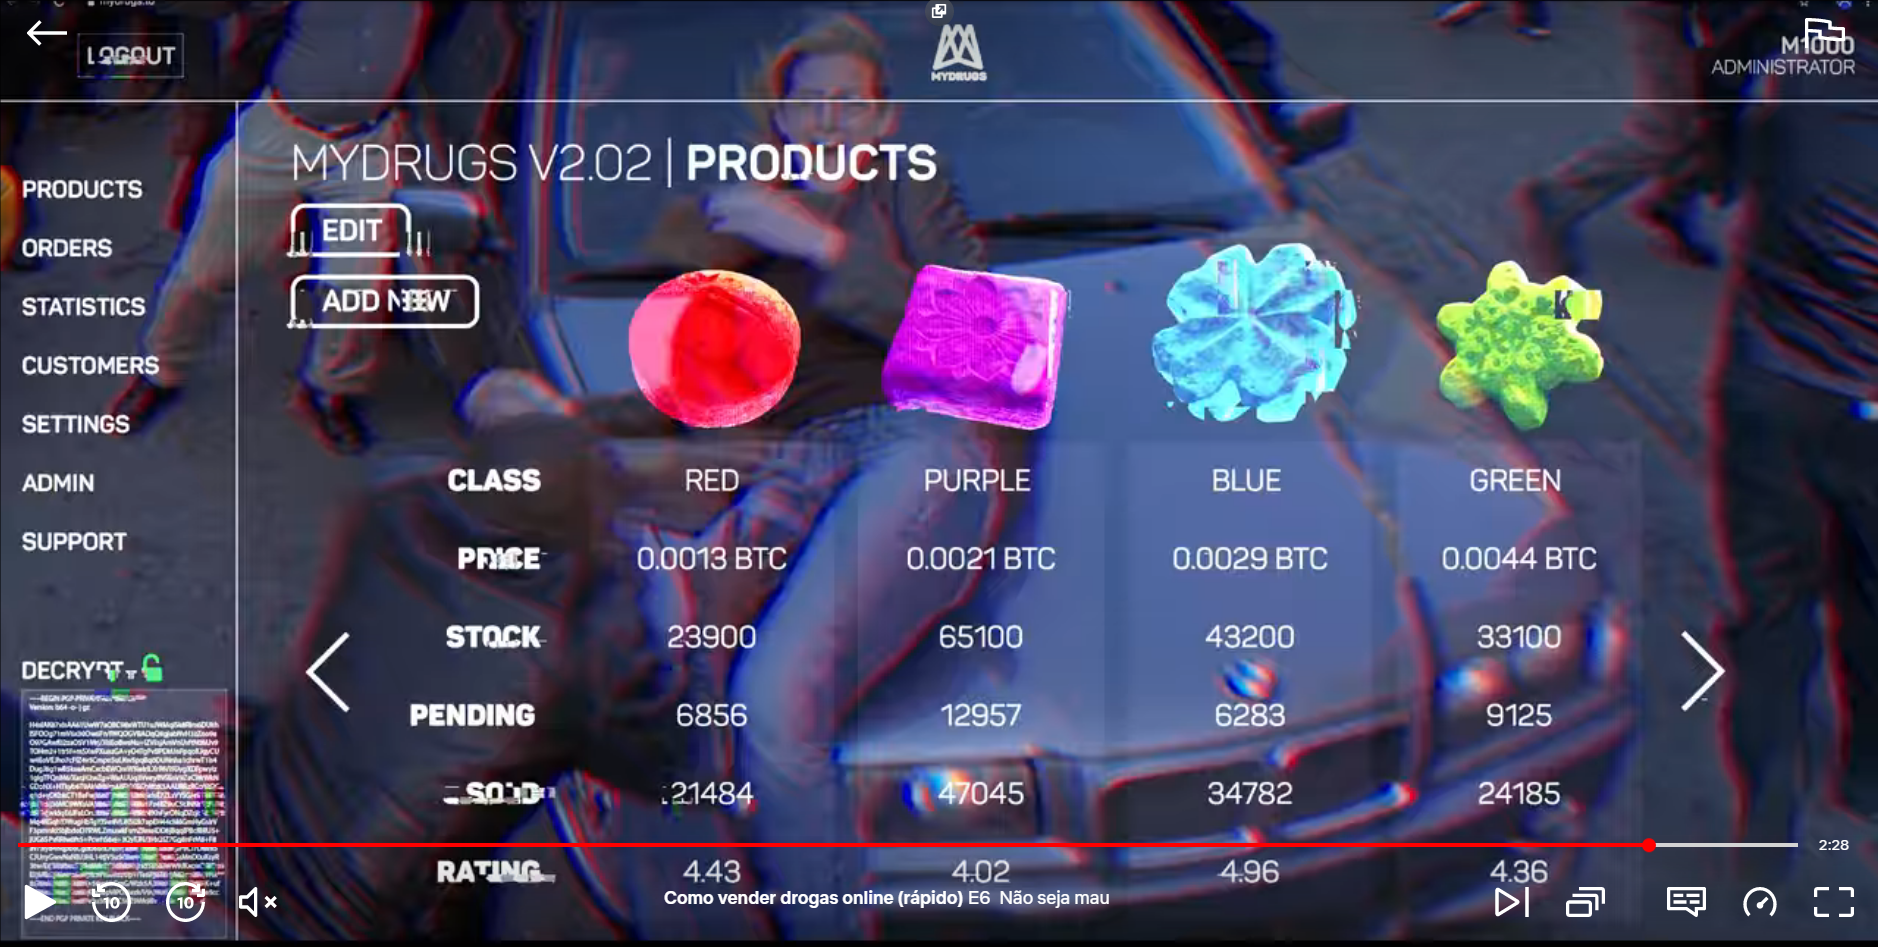 LOGOUT
MYDRUGS
M1000
ADMINISTRATOR
MYDRUGS V2.02 | PRODUCTS
EDIT
ADD NEW
PRODUCTS
ORDERS
STATISTICS
CUSTOMERS
SETTINGS
ADMIN
SUPPORT
DECRYPT
CLASS RED PURPLE BLUE GREEN
PRICE 0.0013 BTC 0.0021 BTC 0.0029 BTC 0.0044 BTC
STOCK 23900 65100 43200 33100
PENDING 6856 12957 6283 9125
SOLD 21484 47045 34782 24185
RATING 4.43 4.02 4.96 4.36
2:28
10 10
Como vender drogas online (rápido) E6 Não seja mau